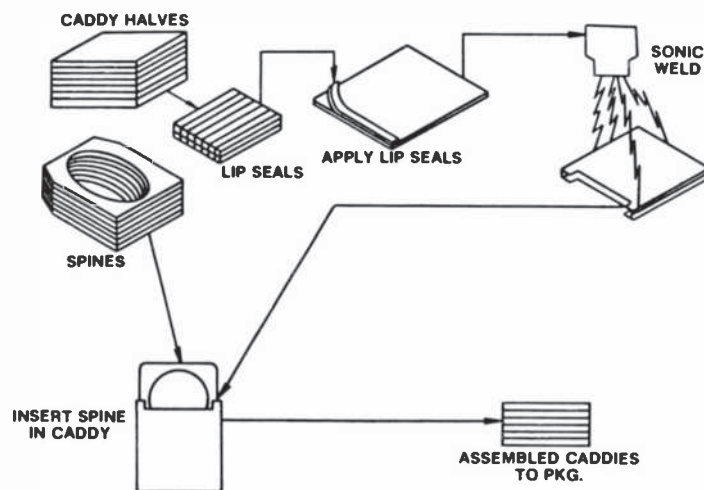 CADDY HALVES
SONIC
WELD
LIP SEALS
APPLY LIP SEALS
SPINES
INSERT SPINE
IN CADDY
ASSEMBLED CADDIES
TO PKG.